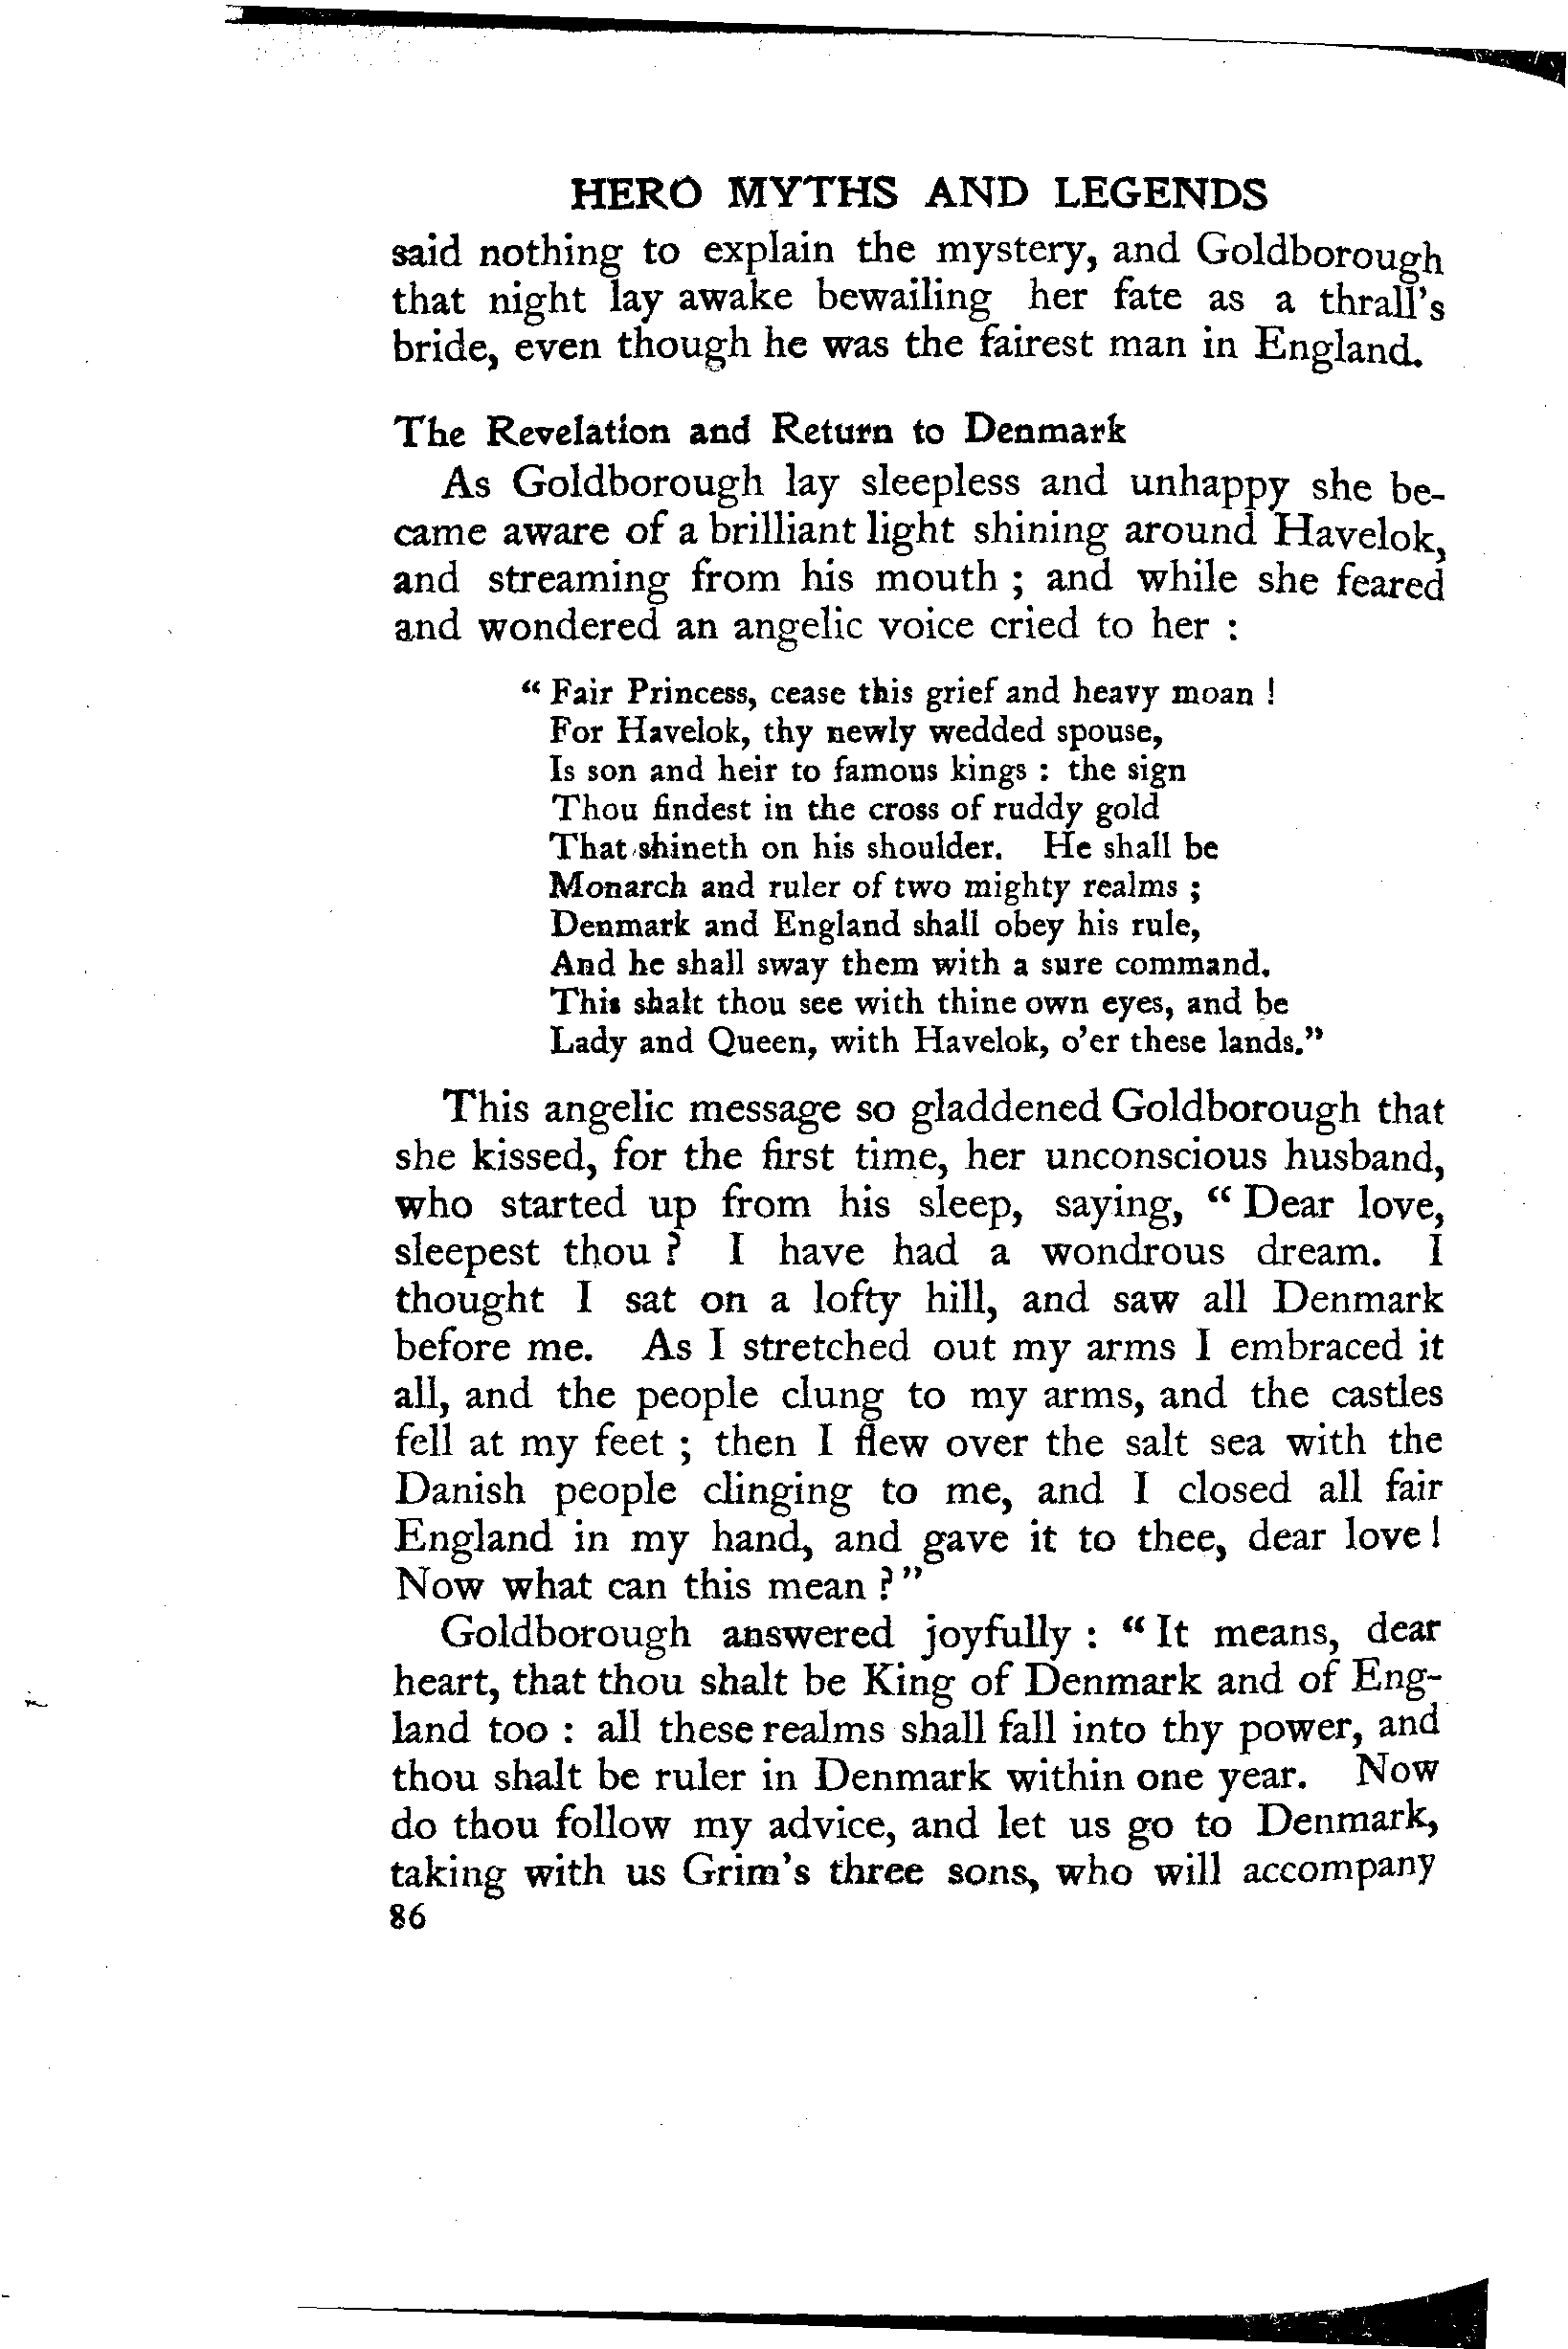 HERO MYTHS AND LEGENDS
said nothing to explain the mystery, and Goldborough
that night lay awake bewailing her fate as a thrall's
bride, even though he was the fairest man in England.
The Revelation and Return to Denmark
As Goldborough lay sleepless and unhappy she be-
came aware of a brilliant light shining around Havelok,
and streaming from his mouth ; and while she feared
and wondered an angelic voice cried to her :
“ Fair Princess, cease this grief and heavy moan !
For Havelok, thy newly wedded spouse,
Is son and heir to famous kings : the sign
Thou findest in the cross of ruddy gold
That shineth on his shoulder. He shall be
Monarch and ruler of two mighty realms ;
Denmark and England shall obey his rule,
And he shall sway them with a sure command.
This shalt thou see with thine own eyes, and be
Lady and Queen, with Havelok, o'er these lands.”
This angelic message so gladdened Goldborough that
she kissed, for the first time, her unconscious husband,
who started up from his sleep, saying, “ Dear love,
sleepest thou ? I have had a wondrous dream. I
thought I sat on a lofty hill, and saw all Denmark
before me. As I stretched out my arms I embraced it
all, and the people clung to my arms, and the castles
fell at my feet ; then I flew over the salt sea with the
Danish people clinging to me, and I closed all fair
England in my hand, and gave it to thee, dear love !
Now what can this mean ? ”
Goldborough answered joyfully : “ It means, dear
heart, that thou shalt be King of Denmark and of Eng-
land too : all these realms shall fall into thy power, and
thou shalt be ruler in Denmark within one year. Now
do thou follow my advice, and let us go to Denmark,
taking with us Grim's three sons, who will accompany
86